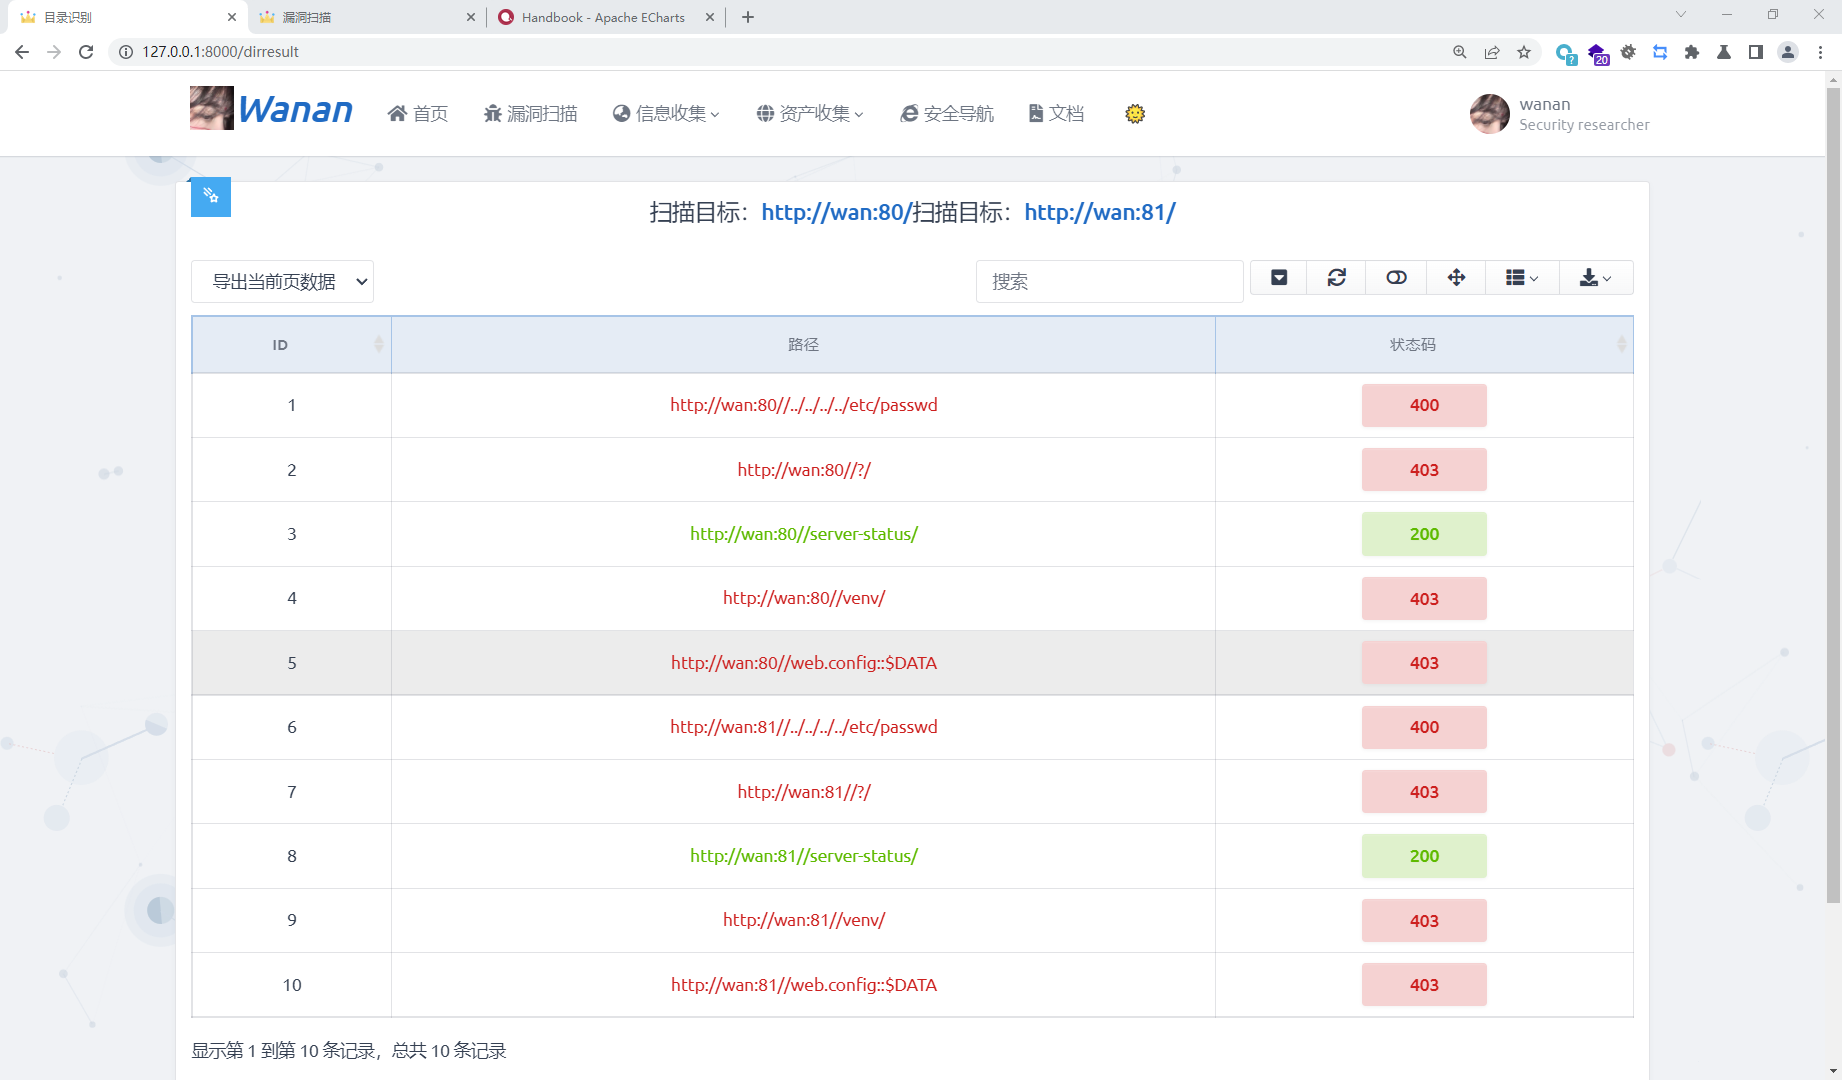 目录识别
漏洞扫描
Handbook - Apache ECharts
127.0.0.1:8000/dirresult
?
20
Wanan
首页
漏洞扫描
信息收集
资产收集
安全导航
文档
wanan
Security researcher
扫描目标：http://wan:80/扫描目标：http://wan:81/
导出当前页数据
搜索
ID 路径 状态码
1 http://wan:80//../../../../etc/passwd 400
2 http://wan:80//?/ 403
3 http://wan:80//server-status/ 200
4 http://wan:80//venv/ 403
5 http://wan:80//web.config::$DATA 403
6 http://wan:81//../../../../etc/passwd 400
7 http://wan:81//?/ 403
8 http://wan:81//server-status/ 200
9 http://wan:81//venv/ 403
10 http://wan:81//web.config::$DATA 403
显示第 1 到第 10 条记录，总共 10 条记录